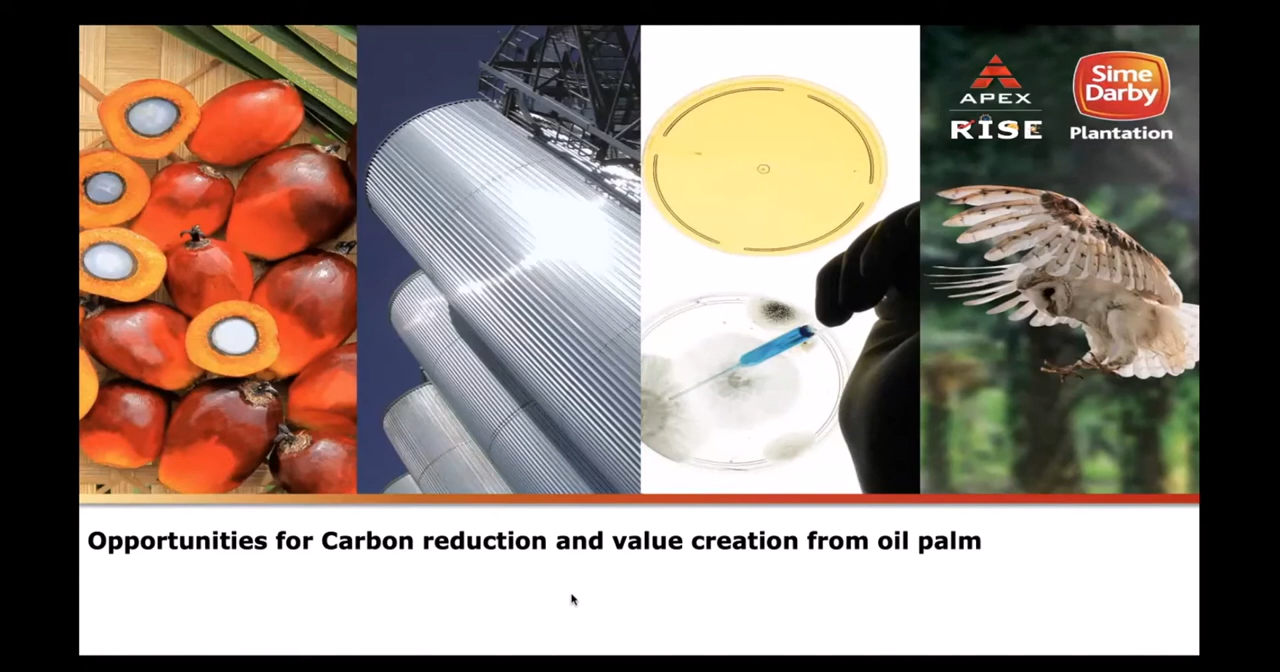 APEX
RISE
Sime
Darby
Plantation
Opportunities for Carbon reduction and value creation from oil palm